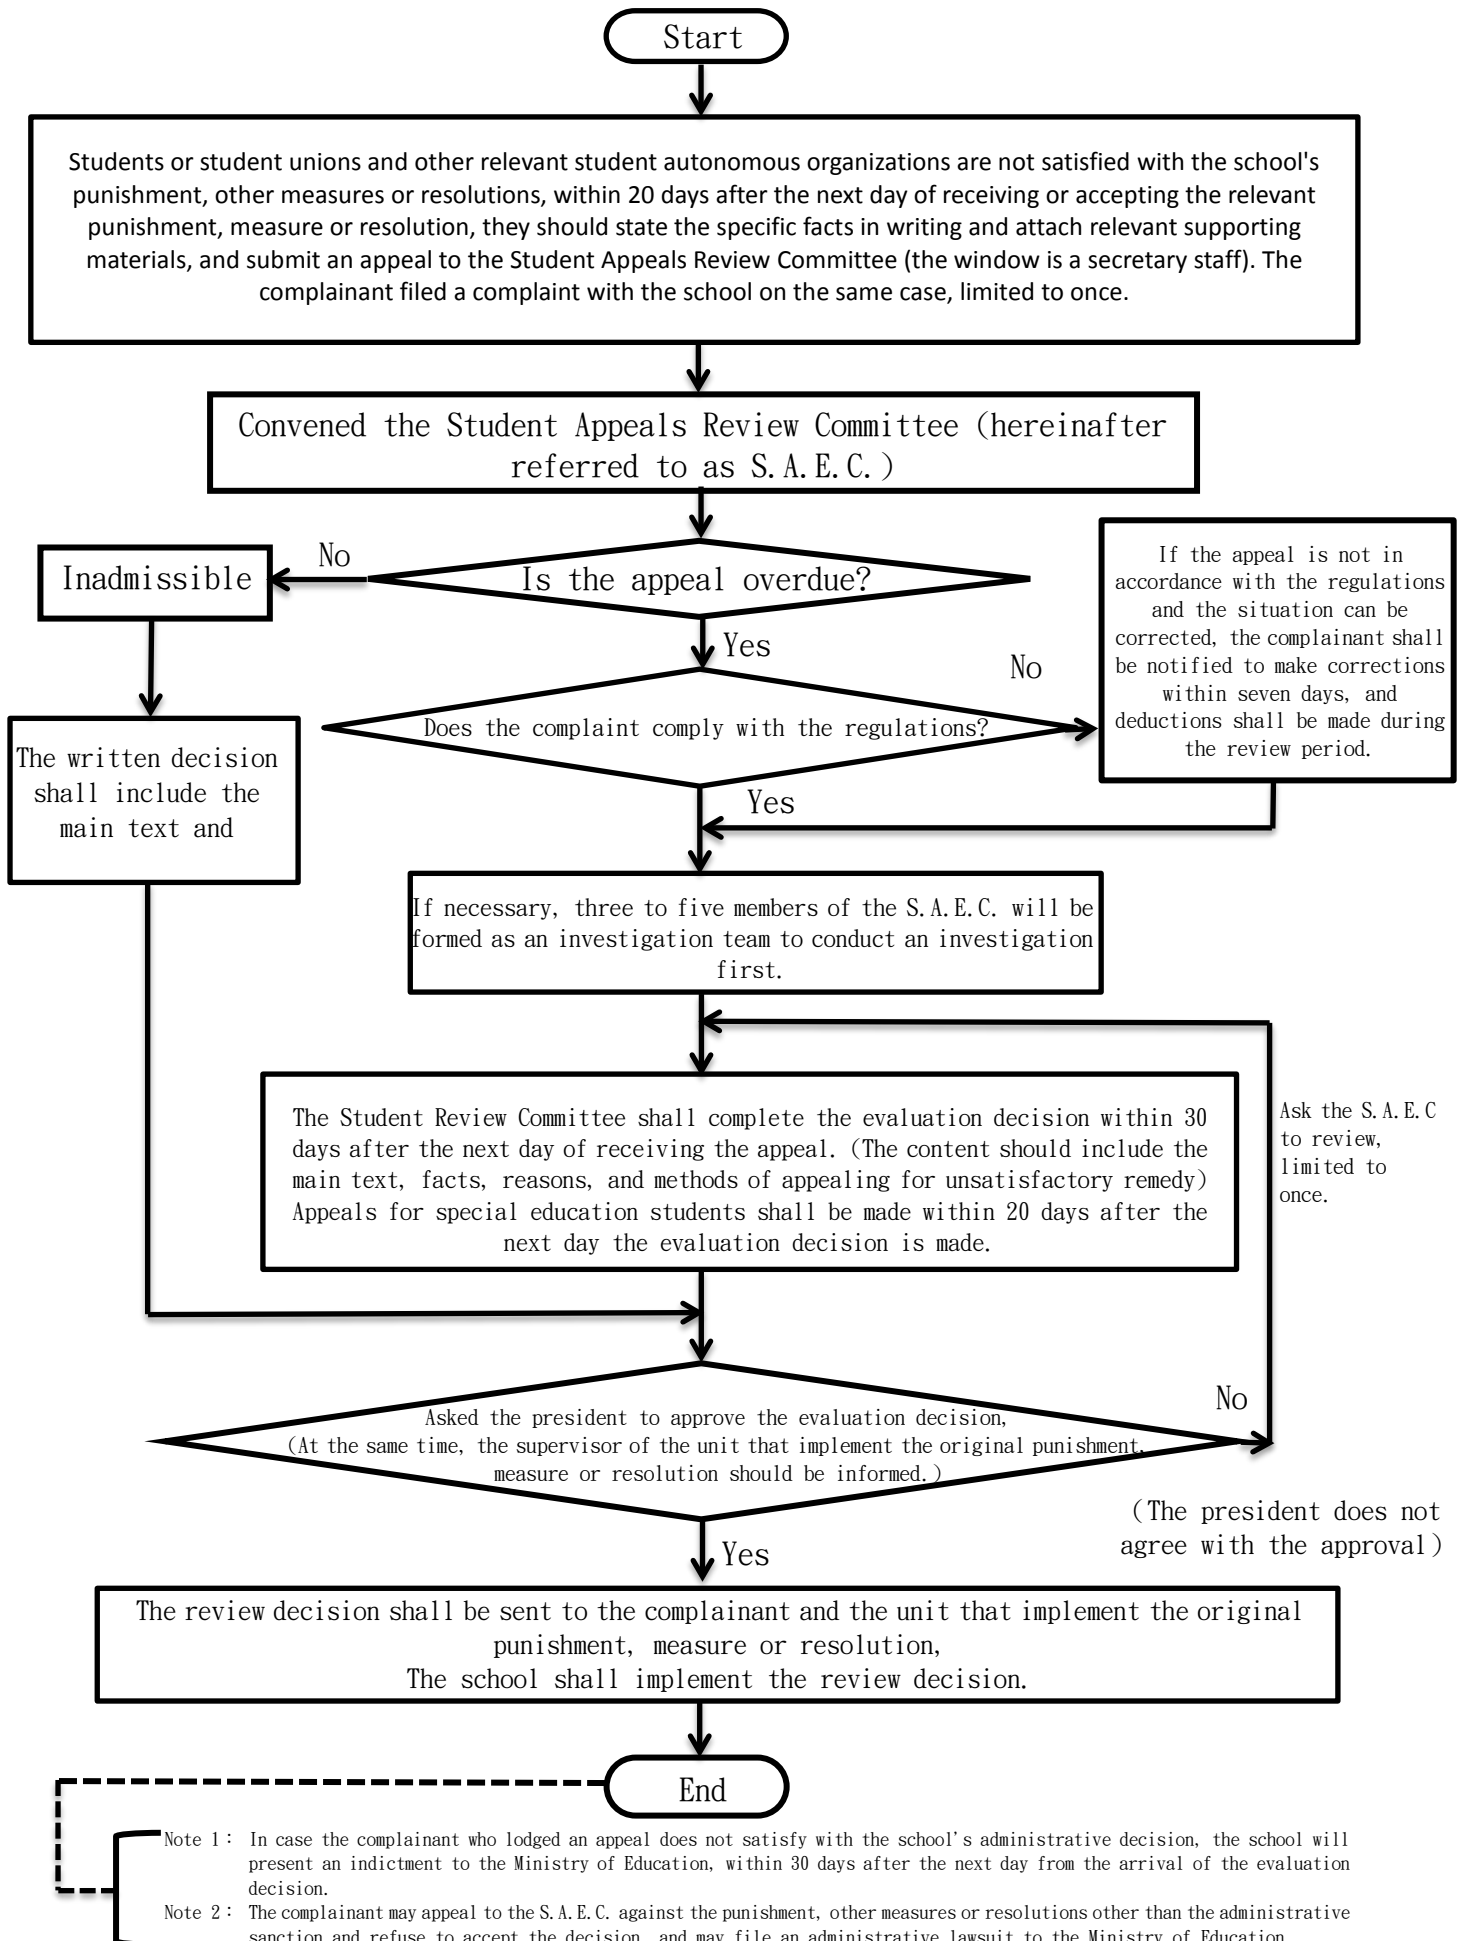 Start
Students or student unions and other relevant student autonomous organizations are not satisfied with the school's
punishment, other measures or resolutions, within 20 days after the next day of receiving or accepting the relevant
punishment, measure or resolution, they should state the specific facts in writing and attach relevant supporting
materials, and submit an appeal to the Student Appeals Review Committee (the window is a secretary staff). The
complainant filed a complaint with the school on the same case, limited to once.
Convened the Student Appeals Review Committee (hereinafter
referred to as S.A.E.C.)
Is the appeal overdue?
No
Inadmissible
The written decision
shall include the
main text and
Yes
Does the complaint comply with the regulations?
No
If the appeal is not in
accordance with the regulations
and the situation can be
corrected, the complainant shall
be notified to make corrections
within seven days, and
deductions shall be made during
the review period.
Yes
If necessary, three to five members of the S.A.E.C. will be
formed as an investigation team to conduct an investigation
first.
The Student Review Committee shall complete the evaluation decision within 30
days after the next day of receiving the appeal. (The content should include the
main text, facts, reasons, and methods of appealing for unsatisfactory remedy)
Appeals for special education students shall be made within 20 days after the
next day the evaluation decision is made.
Ask the S.A.E.C
to review,
limited to
once.
Asked the president to approve the evaluation decision,
(At the same time, the supervisor of the unit that implement the original punishment,
measure or resolution should be informed.)
No
(The president does not
agree with the approval)
Yes
The review decision shall be sent to the complainant and the unit that implement the original
punishment, measure or resolution,
The school shall implement the review decision.
End
Note 1: In case the complainant who lodged an appeal does not satisfy with the school's administrative decision, the school will
present an indictment to the Ministry of Education, within 30 days after the next day from the arrival of the evaluation
decision.
Note 2: The complainant may appeal to the S.A.E.C. against the punishment, other measures or resolutions other than the administrative
sanction and refuse to accept the decision, and may file an administrative lawsuit to the Ministry of Education